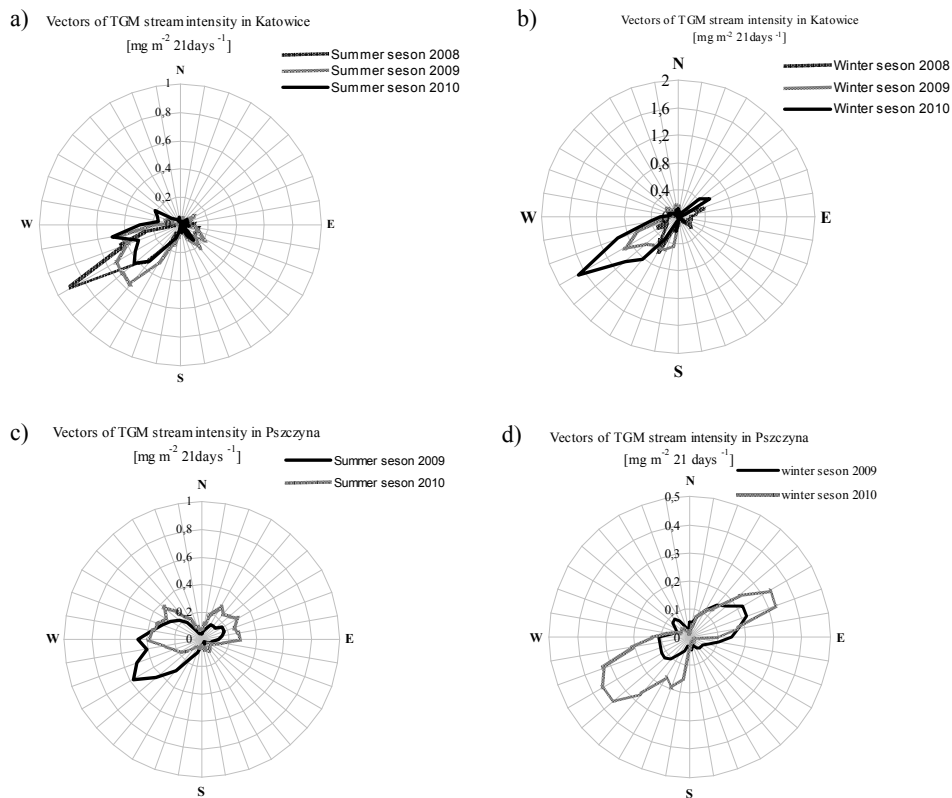 a)
Vectors of TGM stream intensity in Katowice
[mg m-2 21days -1]
Summer seson 2008
Summer seson 2009
Summer seson 2010
N
1
0,8
0,6
0,4
0,2
W
E
S
b)
Vectors of TGM stream intensity in Katowice
[mg m-2 21days -1]
Winter seson 2008
Winter seson 2009
Winter seson 2010
N
2
1,6
1,2
0,8
0,4
0
W
E
S
c)
Vectors of TGM stream intensity in Pszczyna
[mg m-2 21days -1]
Summer seson 2009
Summer seson 2010
N
1
0,8
0,6
0,4
0,2
0
W
E
S
d)
Vectors of TGM stream intensity in Pszczyna
[mg m-2 21 days -1]
winter seson 2009
winter seson 2010
N
0,5
0,4
0,3
0,2
0,1
0
W
E
S